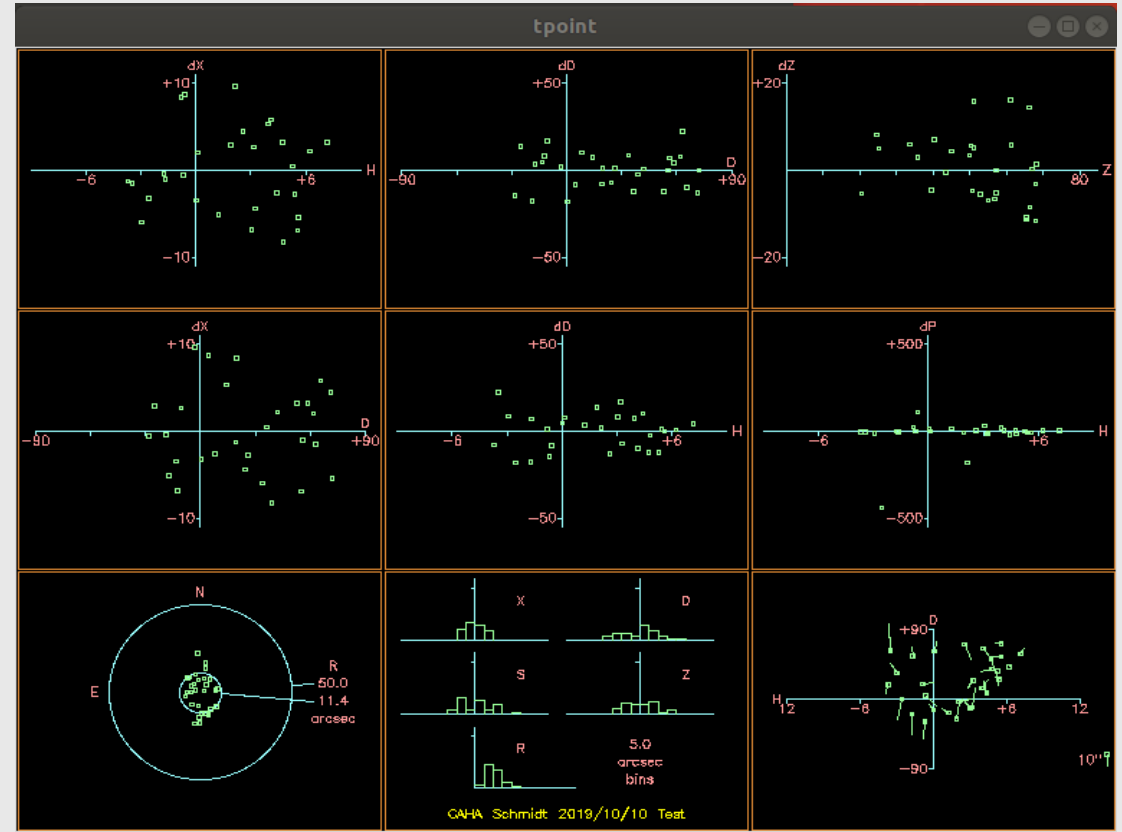 tpoint
dX
+10
-6
+6
H
-10
dD
+50
D
-90
+90
-50
dZ
+20
80
Z
-20
dX
+10
D
-90
+90
-10
dD
+50
-6
+6
H
-50
dP
+500
-6
+6
H
-500
N
E
R
50.0
11.4
arcsec
X
D
S
Z
R
5.0
arcsec
bins
CAHA Schmidt 2019/10/10 Test
D
+90
H
12
-6
+6
12
-90
10"